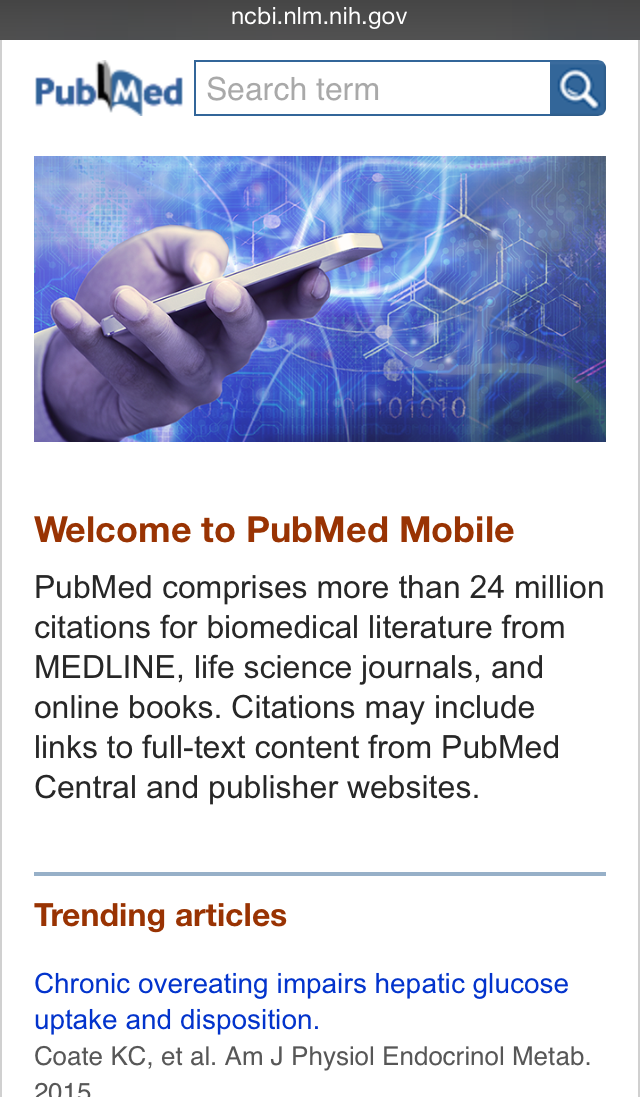 ncbi.nlm.nih.gov
PubMed
Search term
01010
Welcome to PubMed Mobile
PubMed comprises more than 24 million
citations for biomedical literature from
MEDLINE, life science journals, and
online books. Citations may include
links to full-text content from PubMed
Central and publisher websites.
Trending articles
Chronic overeating impairs hepatic glucose
uptake and disposition.
Coate KC, et al. Am J Physiol Endocrinol Metab.
2015